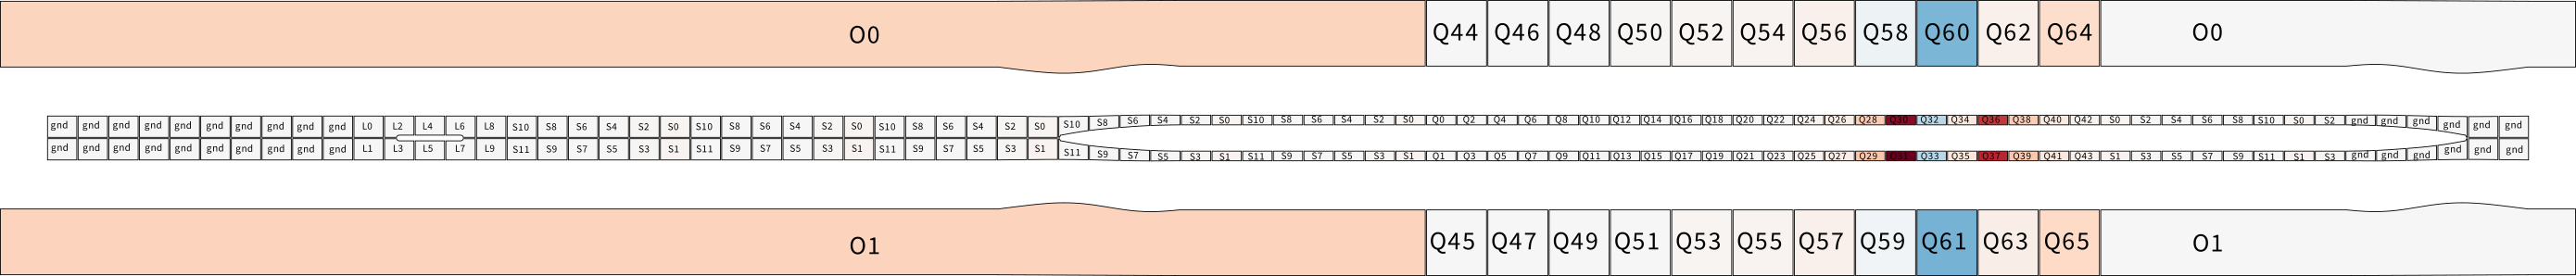 O0 Q44 Q46 Q48 Q50 Q52 Q54 Q56 Q58 Q60 Q62 Q64 O0
gnd gnd gnd gnd gnd gnd gnd gnd gnd gnd L0 L2 L4 L6 L8 S10 S8 S6 S4 S2 S0 S10 S8 S6 S4 S2 S0 S10 S8 S6 S4 S2 S0 S10 S8 S6 S4 S2 S0 S10 S8 S6 S4 S2 S0 Q0 Q2 Q4 Q6 Q8 Q10 Q12 Q14 Q16 Q18 Q20 Q22 Q24 Q26 Q28 Q30 Q32 Q34 Q36 Q38 Q40 Q42 S0 S2 S4 S6 S8 S10 S0 S2 gnd gnd gnd gnd gnd gnd
gnd gnd gnd gnd gnd gnd gnd gnd gnd gnd L1 L3 L5 L7 L9 S11 S9 S7 S5 S3 S1 S11 S9 S7 S5 S3 S1 S11 S9 S7 S5 S3 S1 S11 S9 S7 S5 S3 S1 S11 S9 S7 S5 S3 S1 Q1 Q3 Q5 Q7 Q9 Q11 Q13 Q15 Q17 Q19 Q21 Q23 Q25 Q27 Q29 Q31 Q33 Q35 Q37 Q39 Q41 Q43 S1 S3 S5 S7 S9 S11 S1 S3 gnd gnd gnd gnd gnd gnd
O1 Q45 Q47 Q49 Q51 Q53 Q55 Q57 Q59 Q61 Q63 Q65 O1